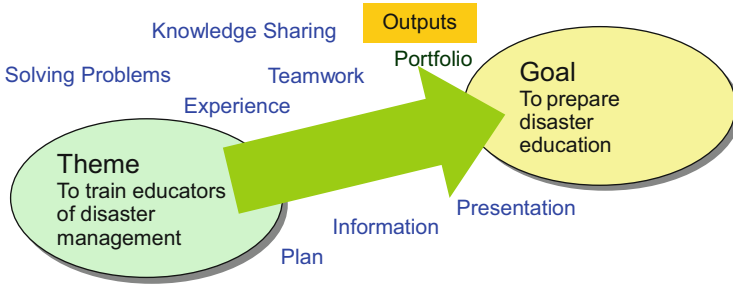 Outputs
Knowledge Sharing
Portfolio
Solving Problems
Teamwork
Experience
Goal
To prepare
disaster
education
Theme
To train educators
of disaster
management
Presentation
Information
Plan